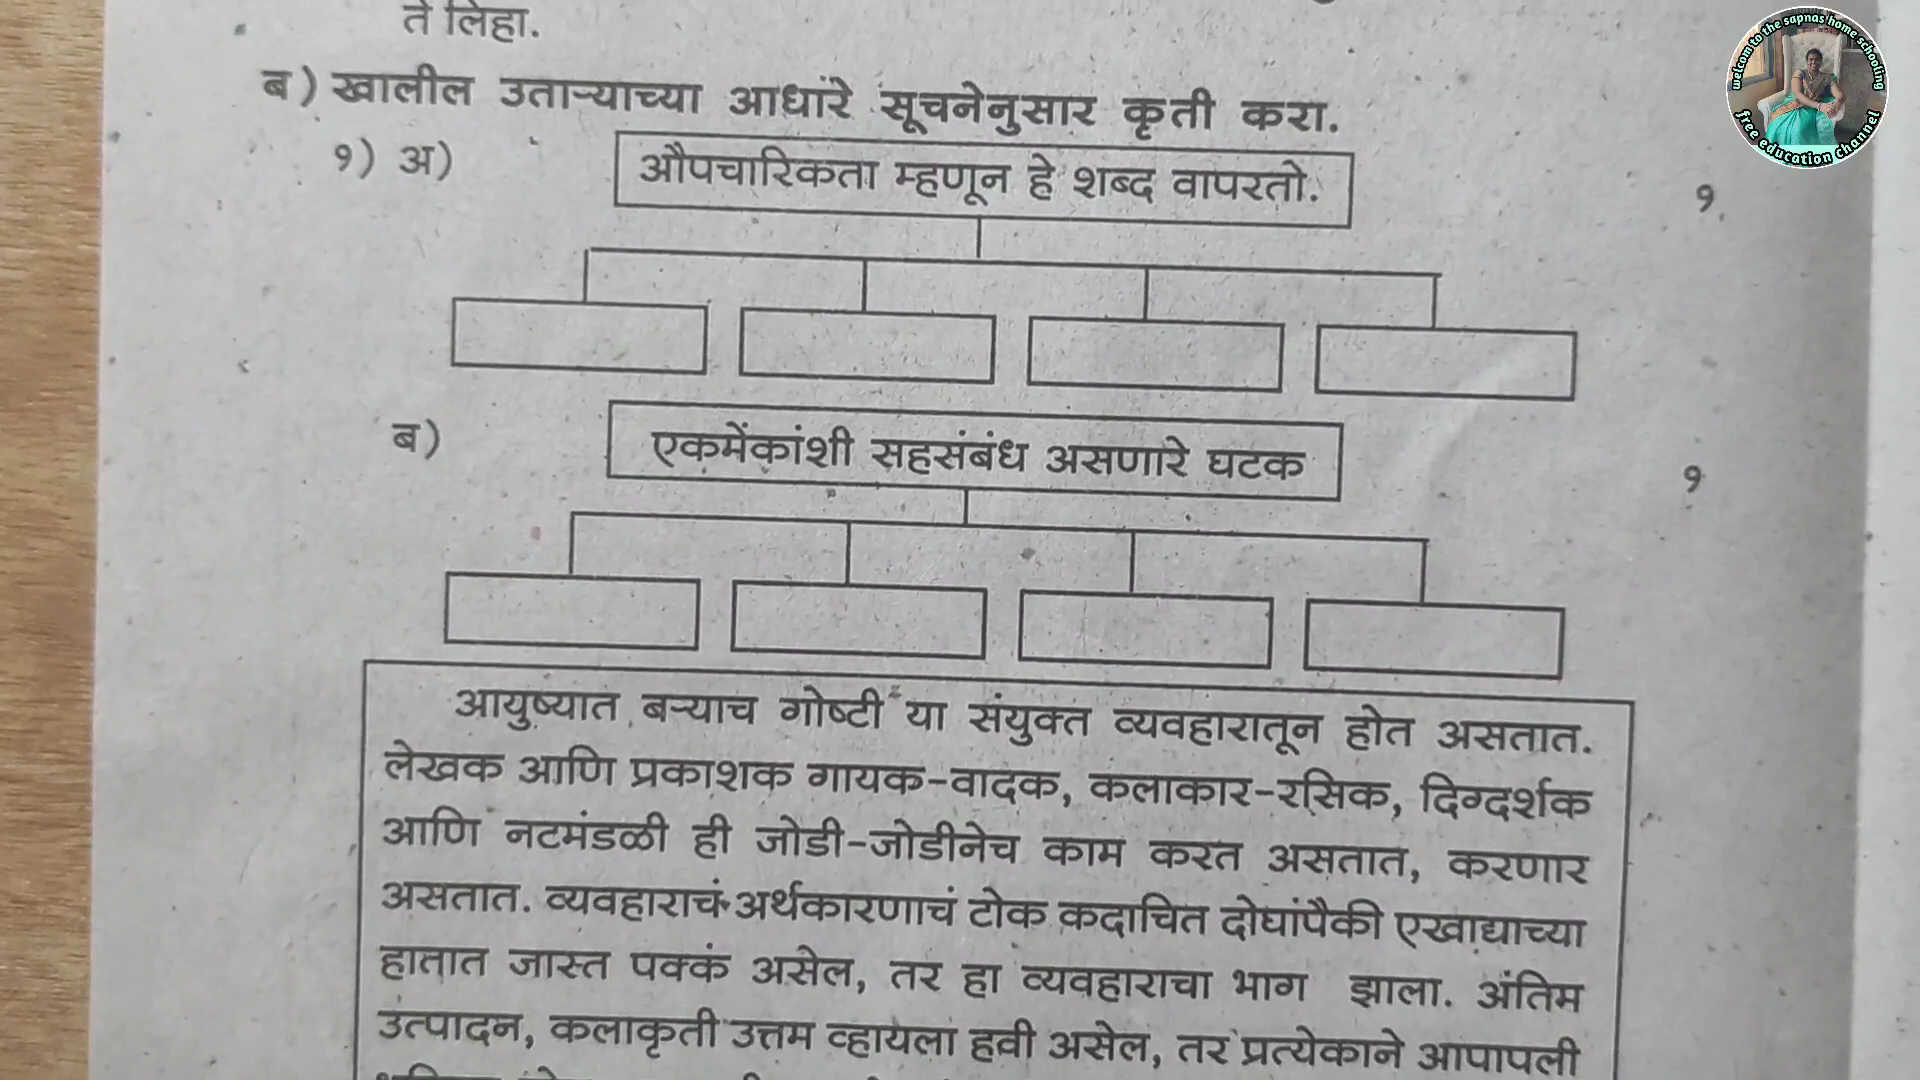 ते लिहा.
ब) खालील उताऱ्याच्या आधारे सूचनेनुसार कृती करा.
१) अ)
औपचारिकता म्हणून हे शब्द वापरतो.
१
ब)
एकमेंकांशी सहसंबंध असणारे घटक
१
आयुष्यात बऱ्याच गोष्टी या संयुक्त व्यवहारातून होत असतात.
लेखक आणि प्रकाशक गायक-वादक, कलाकार-रसिक, दिग्दर्शक
आणि नटमंडळी ही जोडी-जोडीनेच काम करत असतात, करणार
असतात. व्यवहाराचं अर्थकारणाचं टोक कदाचित दोघांपैकी एखाद्याच्या
हातात जास्त पक्कं असेल, तर हा व्यवहाराचा भाग झाला. अंतिम
उत्पादन, कलाकृती उत्तम व्हायला हवी असेल, तर प्रत्येकाने आपापली
welcom to the sapnas home schooling
free education channel